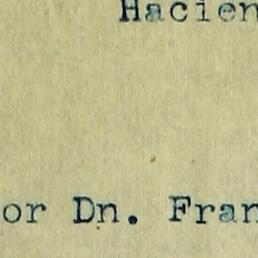 Hacien
or Dn. Fran